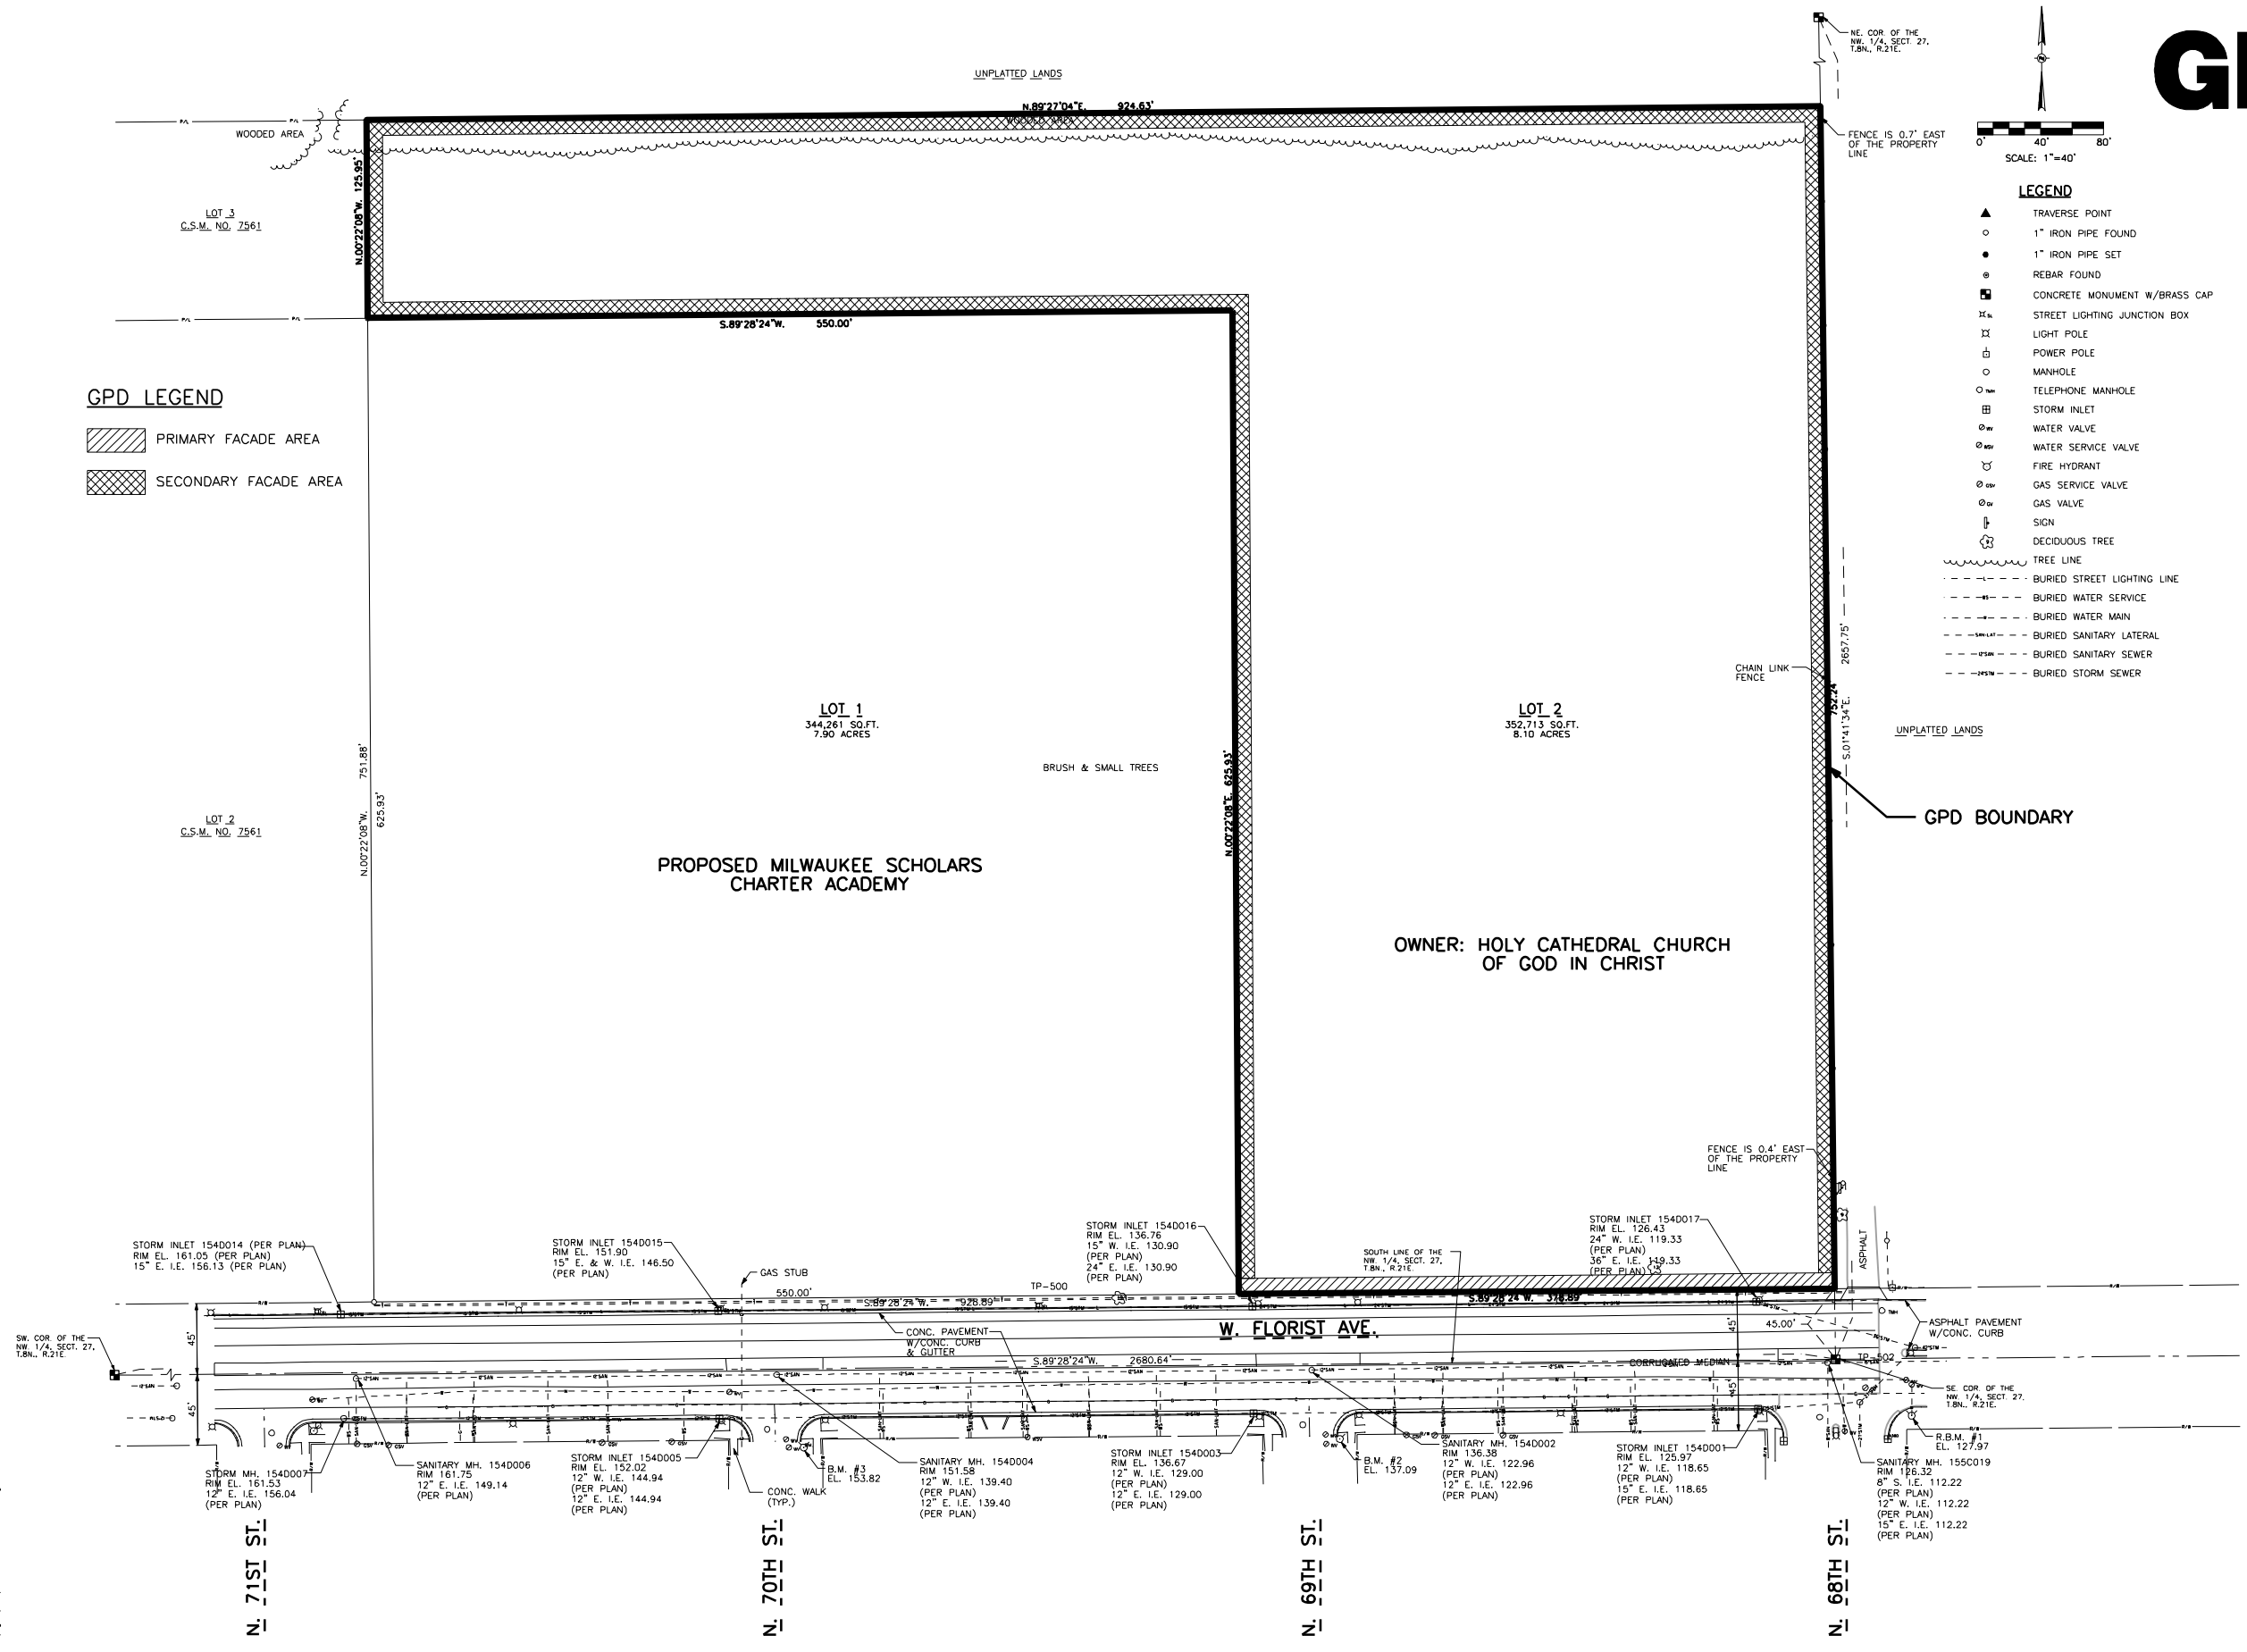 NE. COR. OF THE
NW. 1/4, SECT. 27,
T.8N., R.21E.
UNPLATTED LANDS
N.89°27'04"E. 924.63'
WOODED AREA
WOODED AREA
FENCE IS 0.7' EAST
OF THE PROPERTY
LINE
0' 40' 80'
SCALE: 1"=40'
LEGEND
TRAVERSE POINT
1" IRON PIPE FOUND
1" IRON PIPE SET
REBAR FOUND
CONCRETE MONUMENT W/BRASS CAP
STREET LIGHTING JUNCTION BOX
LIGHT POLE
POWER POLE
MANHOLE
TELEPHONE MANHOLE
STORM INLET
WATER VALVE
WATER SERVICE VALVE
FIRE HYDRANT
GAS SERVICE VALVE
GAS VALVE
SIGN
DECIDUOUS TREE
TREE LINE
BURIED STREET LIGHTING LINE
BURIED WATER SERVICE
BURIED WATER MAIN
BURIED SANITARY LATERAL
BURIED SANITARY SEWER
BURIED STORM SEWER
LOT 3
C.S.M. NO. 7561
N.00°22'08"W. 125.95'
S.89°28'24"W. 550.00'
GPD LEGEND
PRIMARY FACADE AREA
SECONDARY FACADE AREA
LOT 1
344,261 SQ.FT.
7.90 ACRES
BRUSH & SMALL TREES
LOT 2
352,713 SQ.FT.
8.10 ACRES
CHAIN LINK
FENCE
2657.75'
S.01°41'34"E.
752.24
UNPLATTED LANDS
GPD BOUNDARY
N.00°22'08"W. 751.88'
625.93'
N.00°22'08"E. 625.93'
LOT 2
C.S.M. NO. 7561
PROPOSED MILWAUKEE SCHOLARS
CHARTER ACADEMY
OWNER: HOLY CATHEDRAL CHURCH
OF GOD IN CHRIST
FENCE IS 0.4' EAST
OF THE PROPERTY
LINE
STORM INLET 154D014 (PER PLAN)
RIM EL. 161.05 (PER PLAN)
15" E. I.E. 156.13 (PER PLAN)
STORM INLET 154D015
RIM EL. 151.90
15" E. & W. I.E. 146.50
(PER PLAN)
GAS STUB
STORM INLET 154D016
RIM EL. 136.76
15" W. I.E. 130.90
(PER PLAN)
24" E. I.E. 130.90
(PER PLAN)
SOUTH LINE OF THE
NW. 1/4, SECT. 27,
T.8N., R.21E.
STORM INLET 154D017
RIM EL. 126.43
24" W. I.E. 119.33
(PER PLAN)
36" E. I.E. 119.33
(PER PLAN)
ASPHALT
TP-500
550.00'
S.89°28'24"W. 928.89'
S.89°28'24"W. 378.89'
W. FLORIST AVE.
CONC. PAVEMENT
W/CONC. CURB
& GUTTER
S.89°28'24"W. 2680.64'
CORRUGATED MEDIAN
45.00'
45'
45'
45'
45'
TP-502
ASPHALT PAVEMENT
W/CONC. CURB
SW. COR. OF THE
NW. 1/4, SECT. 27,
T.8N., R.21E.
SE. COR. OF THE
NW. 1/4, SECT. 27,
T.8N., R.21E.
STORM MH. 154D007
RIM EL. 161.53
12" E. I.E. 156.04
(PER PLAN)
SANITARY MH. 154D006
RIM 161.75
12" E. I.E. 149.14
(PER PLAN)
STORM INLET 154D005
RIM EL. 152.02
12" W. I.E. 144.94
(PER PLAN)
12" E. I.E. 144.94
(PER PLAN)
CONC. WALK
(TYP.)
B.M. #3
EL. 153.82
SANITARY MH. 154D004
RIM 151.58
12" W. I.E. 139.40
(PER PLAN)
12" E. I.E. 139.40
(PER PLAN)
STORM INLET 154D003
RIM EL. 136.67
12" W. I.E. 129.00
(PER PLAN)
12" E. I.E. 129.00
(PER PLAN)
B.M. #2
EL. 137.09
SANITARY MH. 154D002
RIM 136.38
12" W. I.E. 122.96
(PER PLAN)
12" E. I.E. 122.96
(PER PLAN)
STORM INLET 154D001
RIM EL. 125.97
12" W. I.E. 118.65
(PER PLAN)
15" E. I.E. 118.65
(PER PLAN)
R.B.M. #1
EL. 127.97
SANITARY MH. 155C019
RIM 126.32
8" S. I.E. 112.22
(PER PLAN)
12" W. I.E. 112.22
(PER PLAN)
15" E. I.E. 112.22
(PER PLAN)
N. 71ST ST.
N. 70TH ST.
N. 69TH ST.
N. 68TH ST.